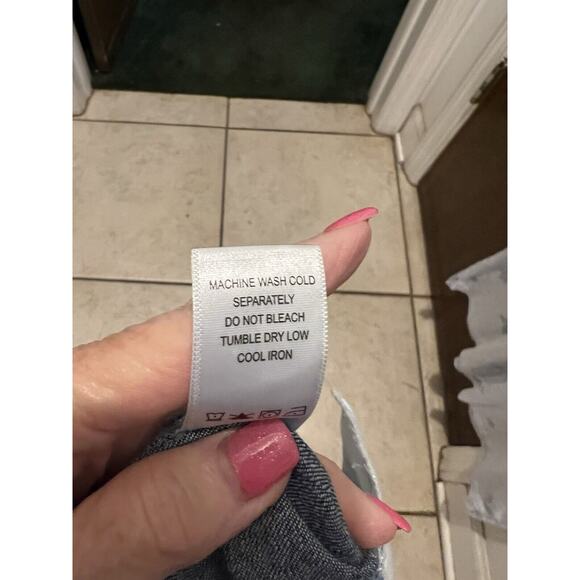 MACHINE WASH COLD
SEPARATELY
DO NOT BLEACH
TUMBLE DRY LOW
COOL IRON